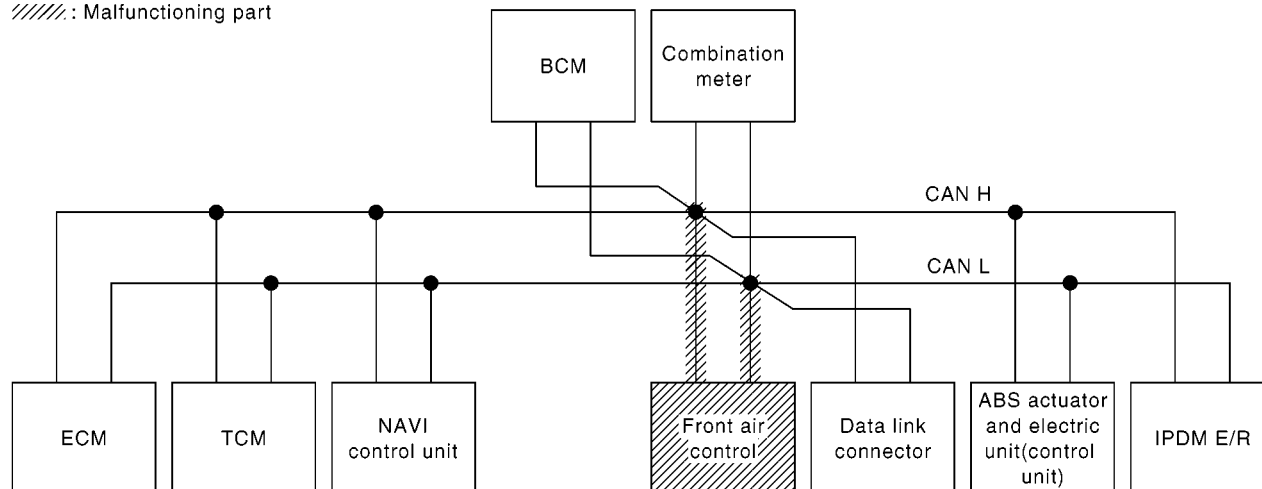 : Malfunctioning part
BCM
Combination
meter
CAN H
CAN L
ECM
TCM
NAVI
control unit
Front air
control
Data link
connector
ABS actuator
and electric
unit(control
unit)
IPDM E/R